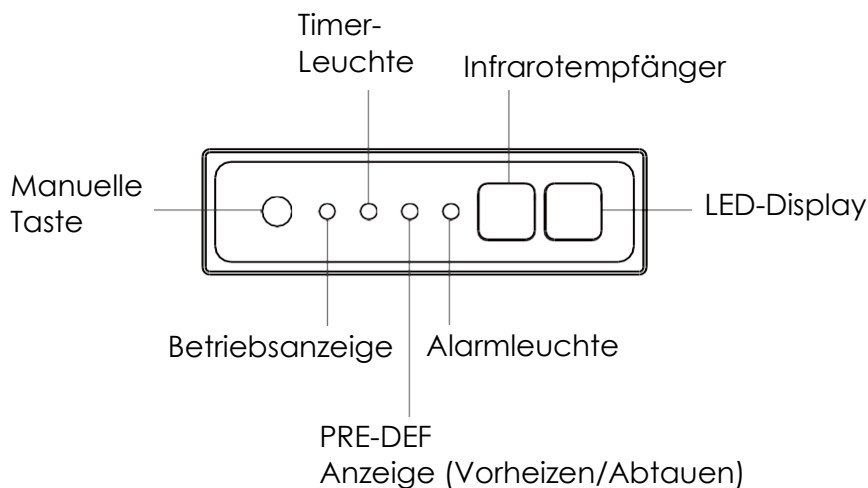 Timer-
Leuchte
Infrarotempfänger
Manuelle
Taste
LED-Display
Betriebsanzeige
Alarmleuchte
PRE-DEF
Anzeige (Vorheizen/Abtauen)